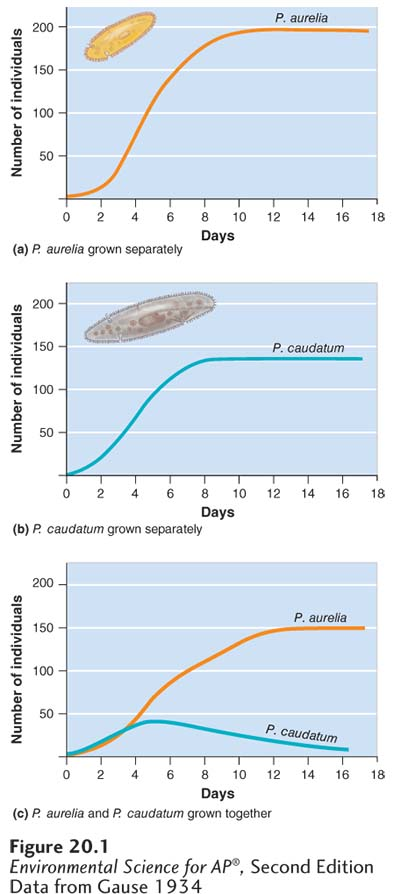 Number of individuals
200
150
100
50
P. aurelia
0 2 4 6 8 10 12 14 16 18
Days
(a) P. aurelia grown separately
Number of individuals
200
150
100
50
P. caudatum
0 2 4 6 8 10 12 14 16 18
Days
(b) P. caudatum grown separately
Number of individuals
200
150
100
50
P. aurelia
P. caudatum
0 2 4 6 8 10 12 14 16 18
Days
(c) P. aurelia and P. caudatum grown together
Figure 20.1
Environmental Science for AP®, Second Edition
Data from Gause 1934